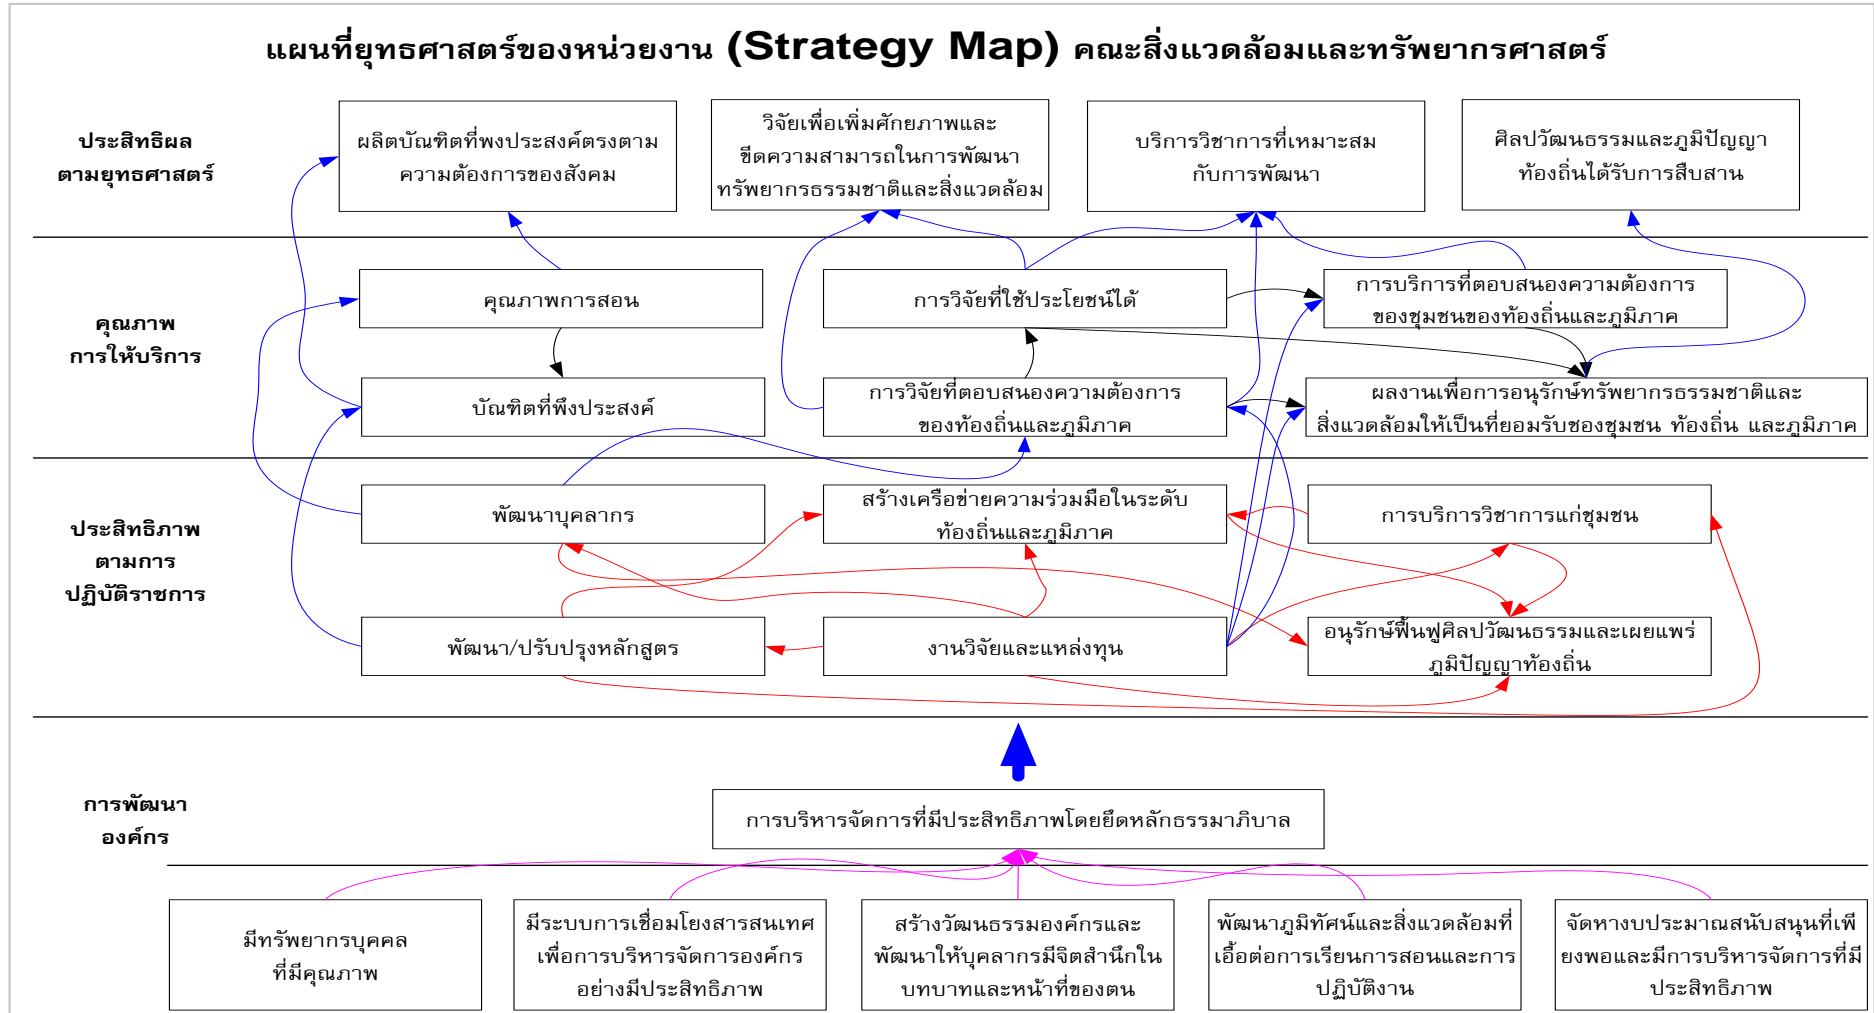 แผนที่ยุทธศาสตร์ของหน่วยงาน (Strategy Map) คณะสิ่งแวดล้อมและทรัพยากรศาสตร์
ประสิทธิผล
ตามยุทธศาสตร์
ผลิตบัณฑิตที่พงประสงค์ตรงตาม
ความต้องการของสังคม
วิจัยเพื่อเพิ่มศักยภาพและ
ขีดความสามารถในการพัฒนา
ทรัพยากรธรรมชาติและสิ่งแวดล้อม
บริการวิชาการที่เหมาะสม
กับการพัฒนา
ศิลปวัฒนธรรมและภูมิปัญญา
ท้องถิ่นได้รับการสืบสาน
คุณภาพ
การให้บริการ
คุณภาพการสอน
การวิจัยที่ใช้ประโยชน์ได้
การบริการที่ตอบสนองความต้องการ
ของชุมชนของท้องถิ่นและภูมิภาค
บัณฑิตที่พึงประสงค์
การวิจัยที่ตอบสนองความต้องการ
ของท้องถิ่นและภูมิภาค
ผลงานเพื่อการอนุรักษ์ทรัพยากรธรรมชาติและ
สิ่งแวดล้อมให้เป็นที่ยอมรับชองชุมชน ท้องถิ่น และภูมิภาค
ประสิทธิภาพ
ตามการ
ปฏิบัติราชการ
พัฒนาบุคลากร
สร้างเครือข่ายความร่วมมือในระดับ
ท้องถิ่นและภูมิภาค
การบริการวิชาการแก่ชุมชน
พัฒนา/ปรับปรุงหลักสูตร
งานวิจัยและแหล่งทุน
อนุรักษ์ฟื้นฟูศิลปวัฒนธรรมและเผยแพร่
ภูมิปัญญาท้องถิ่น
การพัฒนา
องค์กร
การบริหารจัดการที่มีประสิทธิภาพโดยยึดหลักธรรมาภิบาล
มีทรัพยากรบุคคล
ที่มีคุณภาพ
มีระบบการเชื่อมโยงสารสนเทศ
เพื่อการบริหารจัดการองค์กร
อย่างมีประสิทธิภาพ
สร้างวัฒนธรรมองค์กรและ
พัฒนาให้บุคลากรมีจิตสำนึกใน
บทบาทและหน้าที่ของตน
พัฒนาภูมิทัศน์และสิ่งแวดล้อมที่
เอื้อต่อการเรียนการสอนและการ
ปฏิบัติงาน
จัดหางบประมาณสนับสนุนที่เพี
ยงพอและมีการบริหารจัดการที่มี
ประสิทธิภาพ